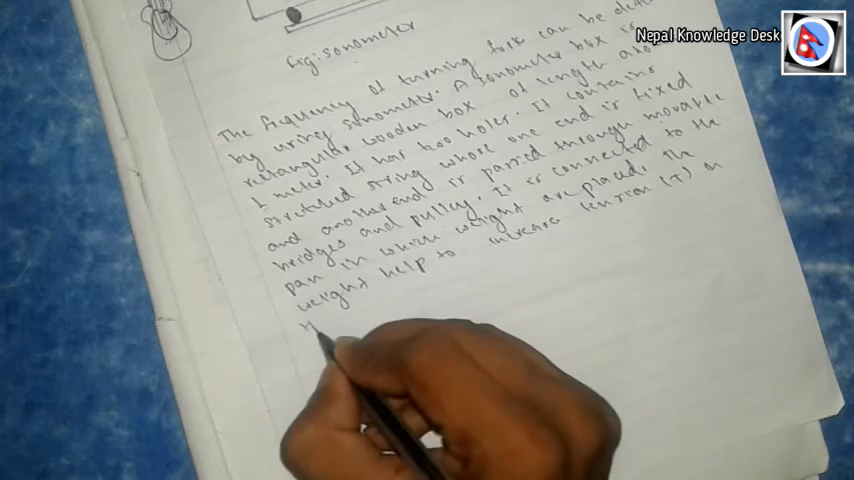 Nepal Knowledge Desk
fig: sonometer
The frequency of turning fork can be
by using sonometer. A sonometer box is
rectangular wooden box of length
1 meter. It has two holes. It contains
stretched string whose one end is fixed
and another end is passed through movable
bridges and pulley. It is connected to the
pan in which weight are placed. The
weight help to increase tension (T) on